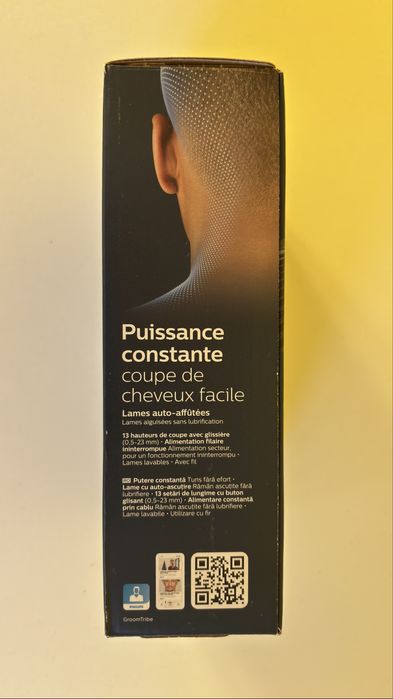 Puissance
constante
coupe de
cheveux facile
Lames auto-affûtées
Lames aiguisées sans lubrification
13 hauteurs de coupe avec glissière
(0,5-23 mm) • Alimentation filaire
ininterrompue Alimentation secteur,
pour un fonctionnement ininterrompu •
Lames lavables • Avec fil
RO Putere constantă Tuns fără efort •
Lame cu auto-ascuțire Rămân ascuțite fără
lubrifiere • 13 setări de lungime cu buton
glisant (0,5-23 mm) • Alimentare constantă
prin cablu Rămân ascuțite fără lubrifiere •
Lame lavabile • Utilizare cu fir
PHILIPS
GroomTribe